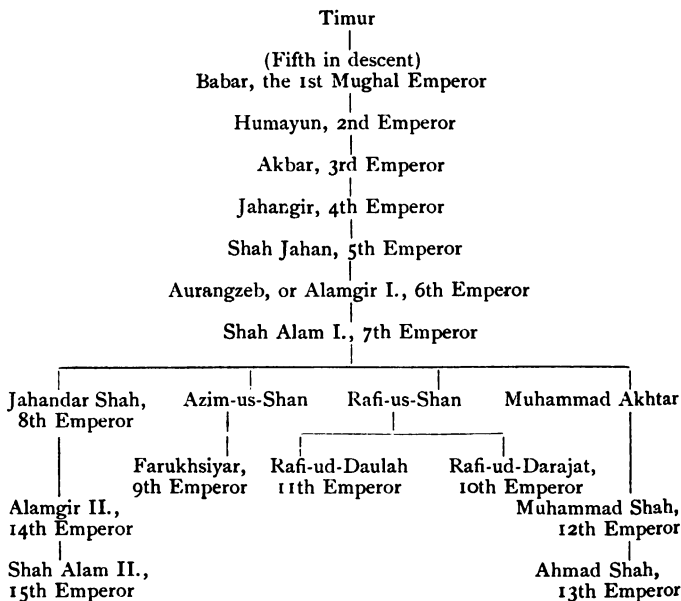 Timur
(Fifth in descent)
Babar, the 1st Mughal Emperor
Humayun, 2nd Emperor
Akbar, 3rd Emperor
Jahangir, 4th Emperor
Shah Jahan, 5th Emperor
Aurangzeb, or Alamgir I., 6th Emperor
Shah Alam I., 7th Emperor
Jahandar Shah, Azim-us-Shan Rafi-us-Shan Muhammad Akhtar
8th Emperor
Farukhsiyar, Rafi-ud-Daulah Rafi-ud-Darajat,
9th Emperor 11th Emperor 10th Emperor
Alamgir II., Muhammad Shah,
14th Emperor 12th Emperor
Shah Alam II., Ahmad Shah,
15th Emperor 13th Emperor